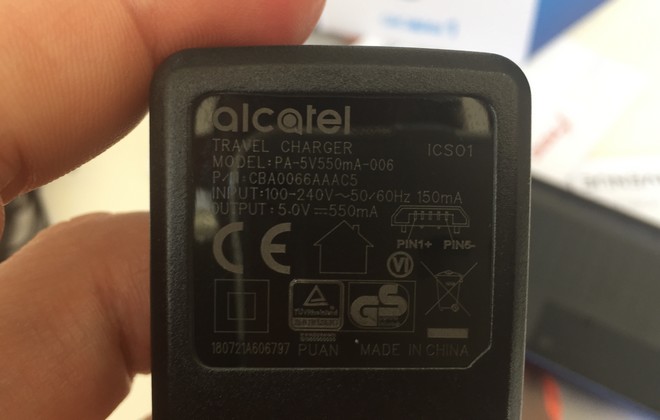 alcatel
TRAVEL CHARGER ICS01
MODEL:PA-5V550mA-006
P/N:CBA0066AAAC5
INPUT:100-240V~50/60Hz 150mA
OUTPUT:5.0V⎓550mA
PIN1+ PIN5-
CE
VI
TÜVRheinland
GS
180721A606797 PUAN MADE IN CHINA